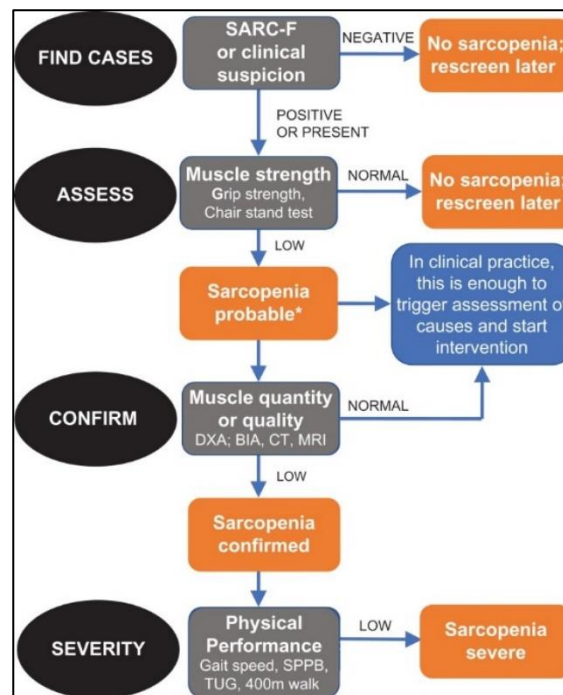 FIND CASES
SARC-F
or clinical
suspicion
NEGATIVE
No sarcopenia;
rescreen later
POSITIVE
OR PRESENT
ASSESS
Muscle strength
Grip strength,
Chair stand test
NORMAL
No sarcopenia;
rescreen later
LOW
Sarcopenia
probable*
In clinical practice,
this is enough to
trigger assessment of
causes and start
intervention
CONFIRM
Muscle quantity
or quality
DXA; BIA, CT, MRI
NORMAL
LOW
Sarcopenia
confirmed
SEVERITY
Physical
Performance
Gait speed, SPPB,
TUG, 400m walk
LOW
Sarcopenia
severe